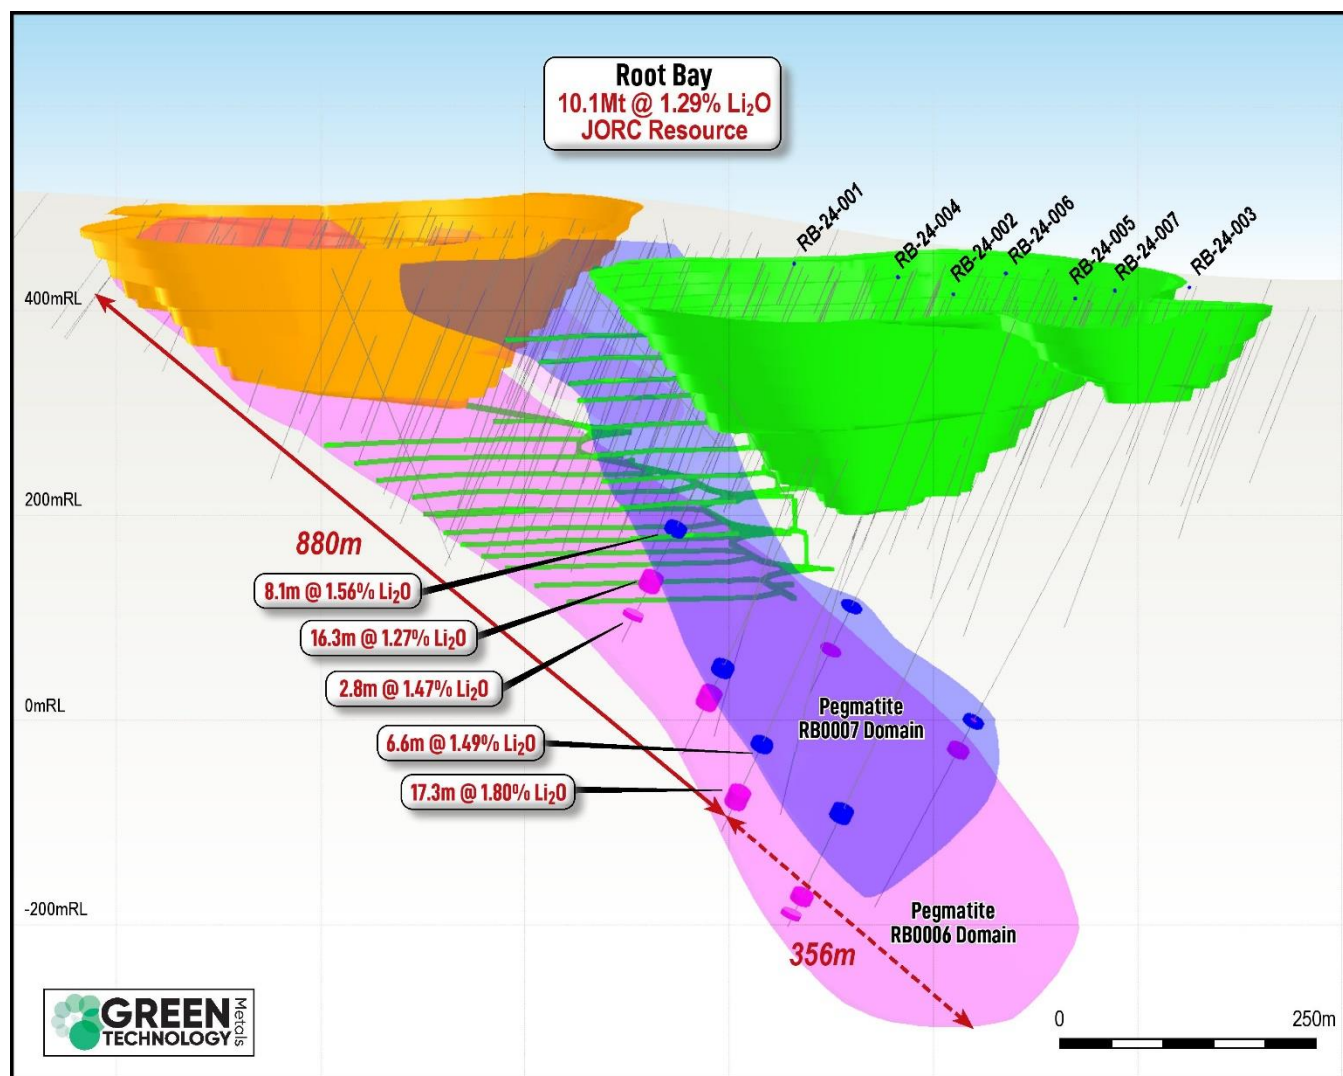 Root Bay
10.1Mt @ 1.29% Li₂O
JORC Resource
RB-24-001
RB-24-004
RB-24-002
RB-24-006
RB-24-005
RB-24-007
RB-24-003
400mRL
200mRL
880m
8.1m @ 1.56% Li₂O
16.3m @ 1.27% Li₂O
2.8m @ 1.47% Li₂O
0mRL
Pegmatite
RB0007 Domain
6.6m @ 1.49% Li₂O
17.3m @ 1.80% Li₂O
-200mRL
Pegmatite
RB0006 Domain
356m
GREEN
TECHNOLOGY
Metals
0 250m